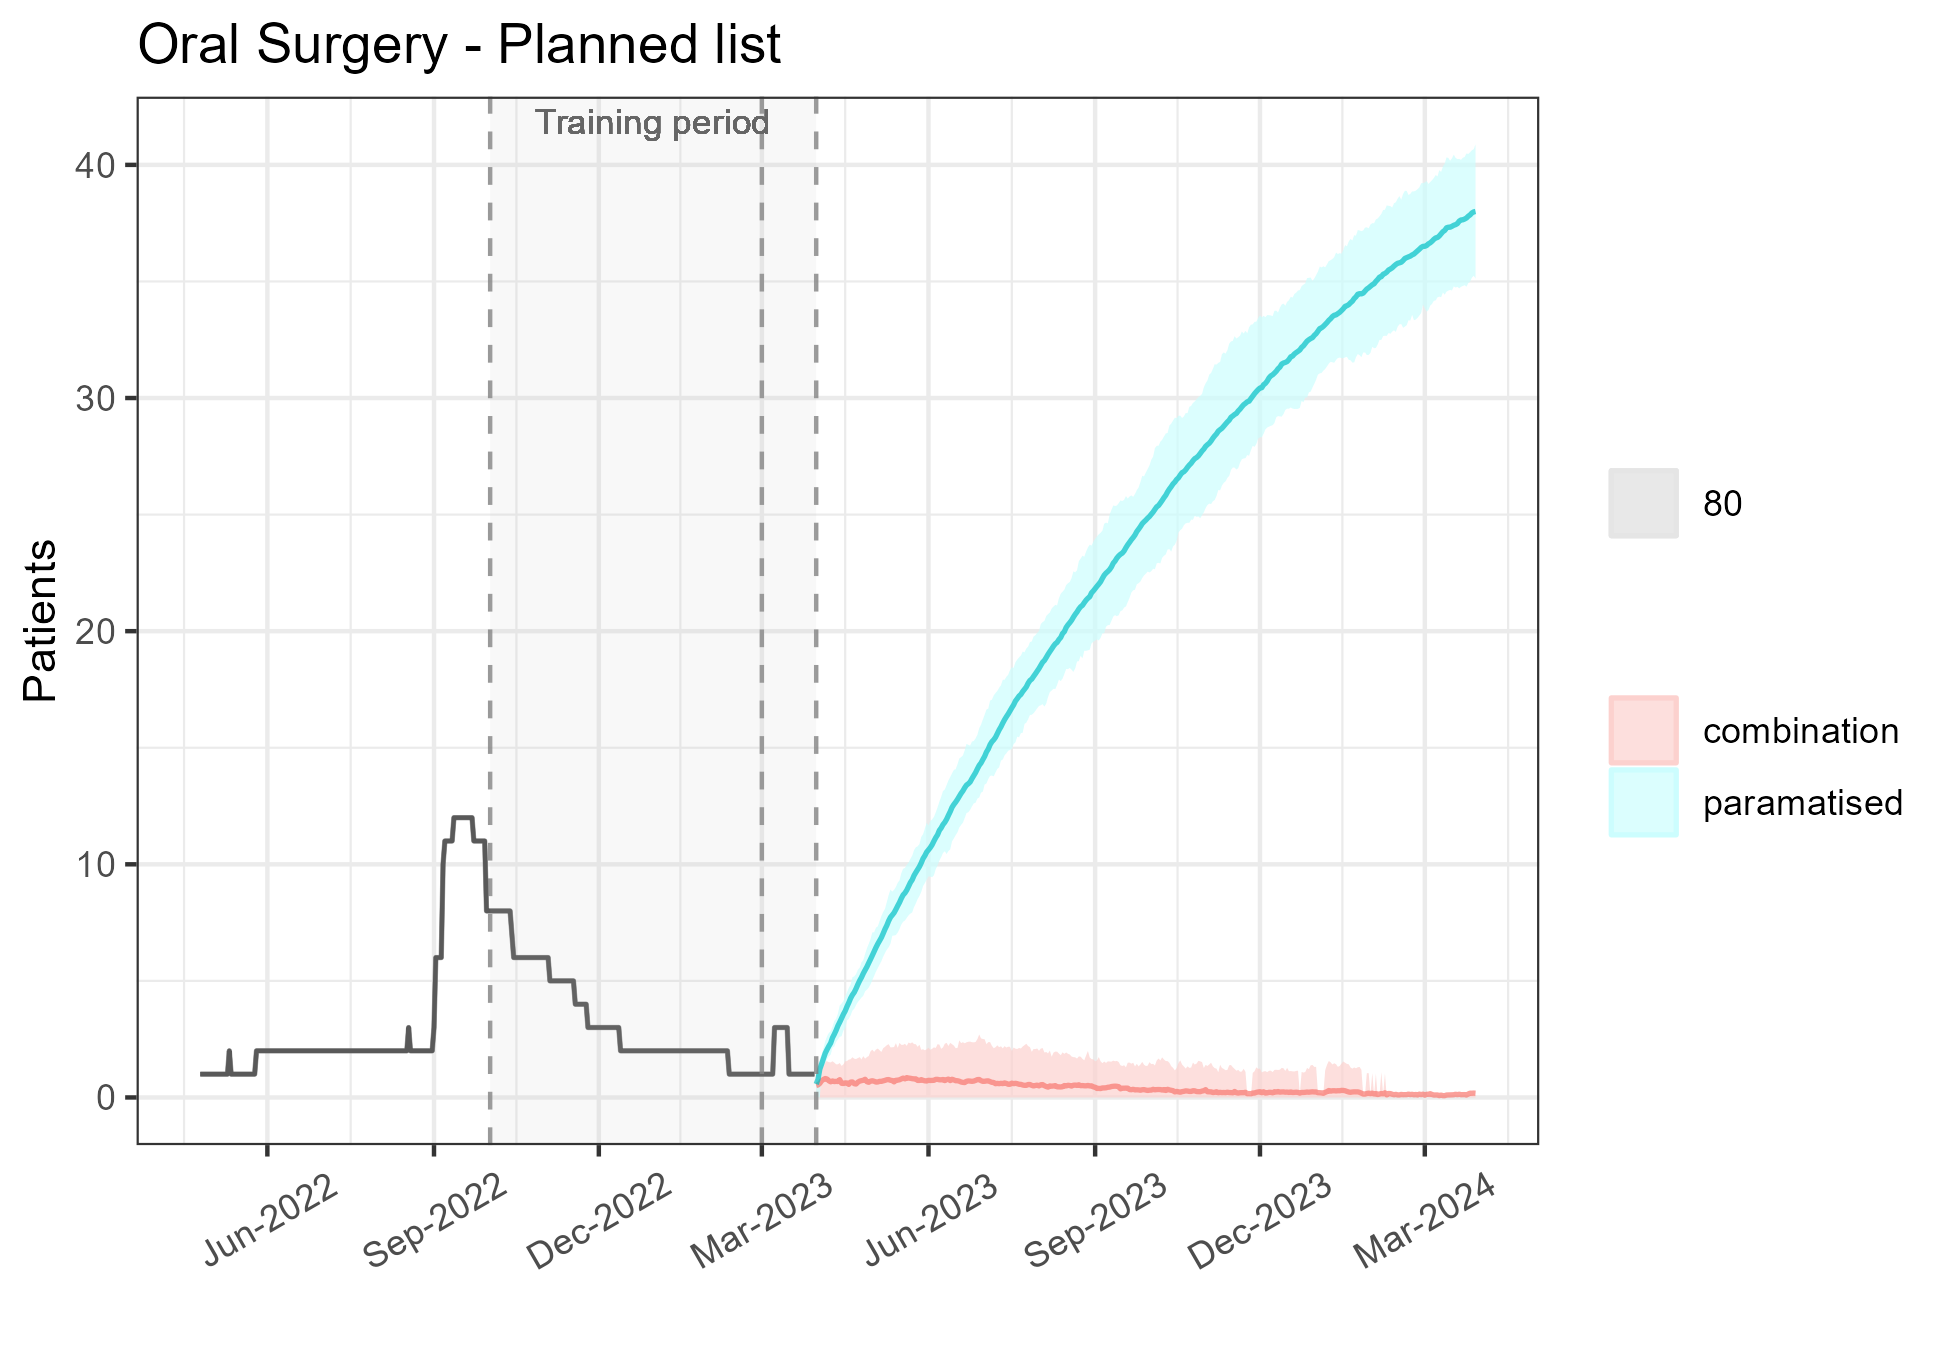 Oral Surgery - Planned list
Training period
Patients
40
30
20
10
0
Jun-2022
Sep-2022
Dec-2022
Mar-2023
Jun-2023
Sep-2023
Dec-2023
Mar-2024
80
combination
paramatised